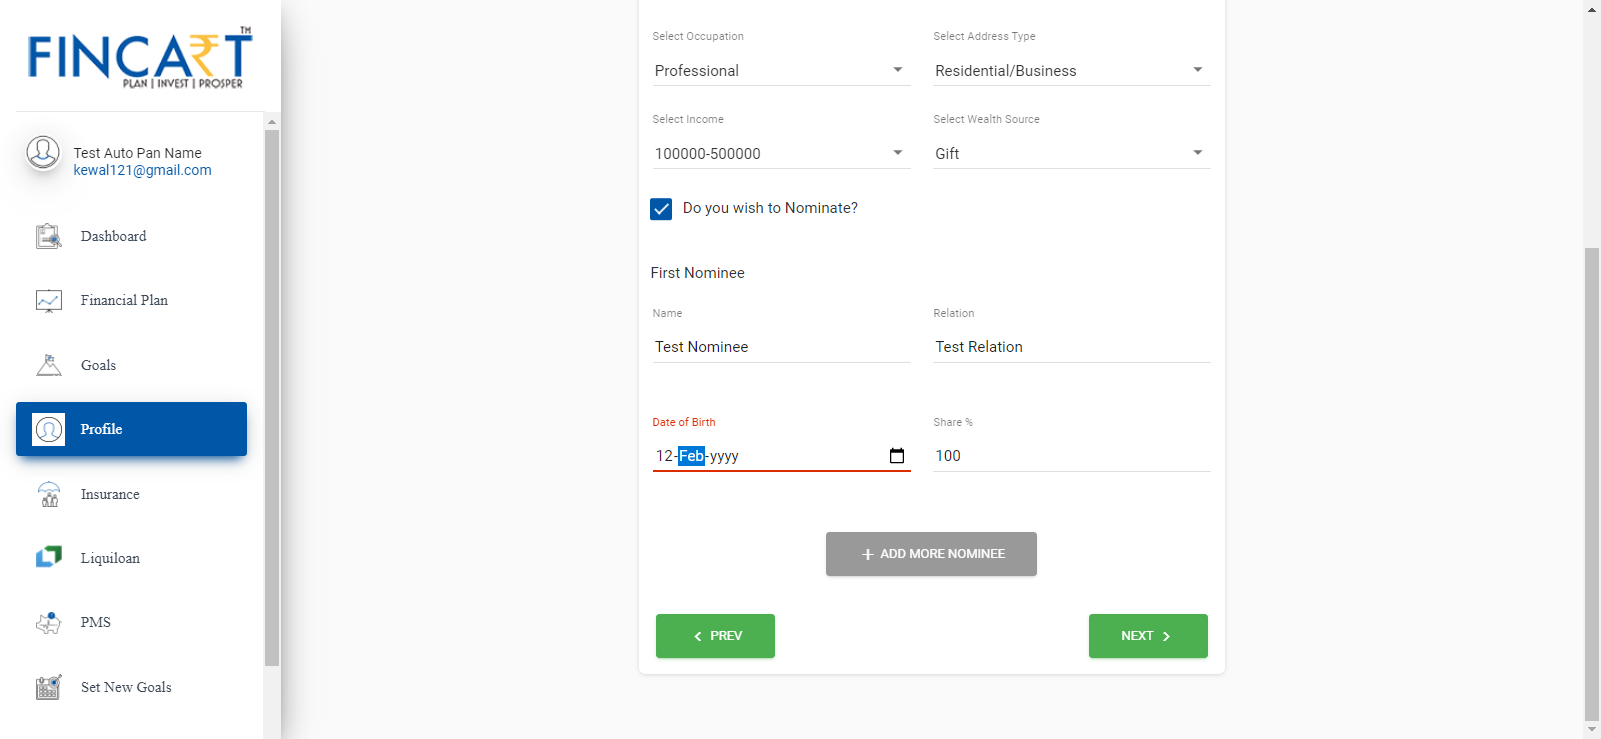 FINCART TM
PLAN | INVEST | PROSPER
Test Auto Pan Name
kewal121@gmail.com
Dashboard
Financial Plan
Goals
Profile
Insurance
Liquiloan
PMS
Set New Goals
Select Occupation
Select Address Type
Professional
Residential/Business
Select Income
Select Wealth Source
100000-500000
Gift
Do you wish to Nominate?
First Nominee
Name
Relation
Test Nominee
Test Relation
Date of Birth
Share %
12-Feb-yyyy
100
+ ADD MORE NOMINEE
< PREV
NEXT >